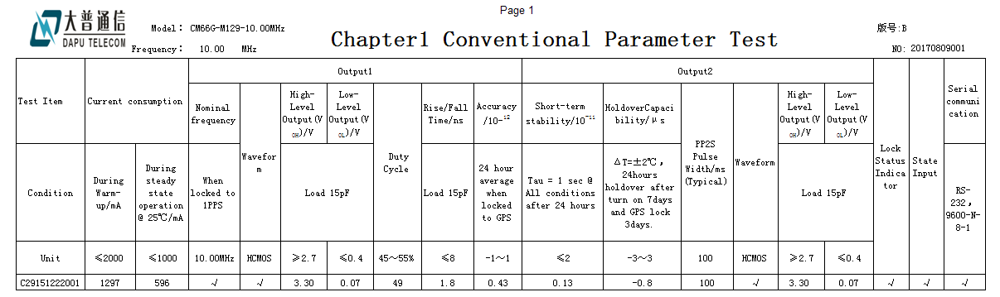 Page 1
大普通信
DAPU TELECOM
Model: CM66G-M129-10.00MHz
Frequency: 10.00 MHz
Chapter1 Conventional Parameter Test
版号:B
NO: 20170809001
Test Item
Current consumption
Output1
Output2
Nominal
frequency
Wavefor
m
High-
Level
Output(V
OH)/V
Low-
Level
Output(V
OL)/V
Duty
Cycle
Rise/Fall
Time/ns
Accuracy
/10-¹²
Short-term
stability/10⁻¹¹
HoldoverCapaci
bility/μs
PP2S
Pulse
Width/ms
(Typical)
Waveform
High-
Level
Output(V
OH)/V
Low-
Level
Output(V
OL)/V
Lock
Status
Indica
tor
State
Input
Serial
communi
cation
Condition
During
Warm-
up/mA
During
steady
state
operation
@ 25℃/mA
When
locked to
1PPS
Load 15pF
Load 15pF
24 hour
average
when
locked
to GPS
Tau = 1 sec @
All conditions
after 24 hours
ΔT=±2℃,
24hours
holdover after
turn on 7days
and GPS lock
3days.
Load 15pF
RS-
232,
9600-N-
8-1
Unit ≤2000 ≤1000 10.00MHz HCMOS ≥2.7 ≤0.4 45~55% ≤8 -1~1 ≤2 -3~3 100 HCMOS ≥2.7 ≤0.4
C29151222001 1297 596 √ √ 3.30 0.07 49 1.8 0.43 0.13 -0.8 100 √ 3.30 0.07 √ √ √